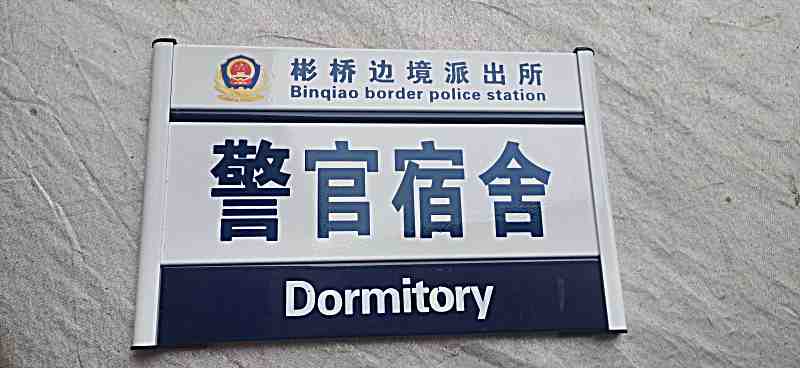 彬桥边境派出所
Binqiao border police station
警官宿舍
Dormitory